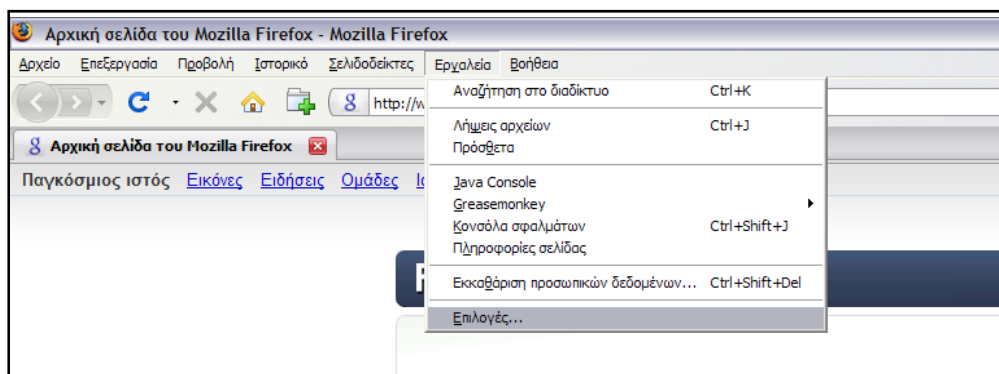 Αρχική σελίδα του Mozilla Firefox - Mozilla Firefox
Αρχείο Επεξεργασία Προβολή Ιστορικό Σελιδοδείκτες Εργαλεία Βοήθεια
http://w
Αρχική σελίδα του Mozilla Firefox
Παγκόσμιος ιστός Εικόνες Ειδήσεις Ομάδες
Αναζήτηση στο διαδίκτυο Ctrl+K
Λήψεις αρχείων Ctrl+J
Πρόσθετα
Java Console
Greasemonkey
Κονσόλα σφαλμάτων Ctrl+Shift+J
Πληροφορίες σελίδας
Εκκαθάριση προσωπικών δεδομένων... Ctrl+Shift+Del
Επιλογές...